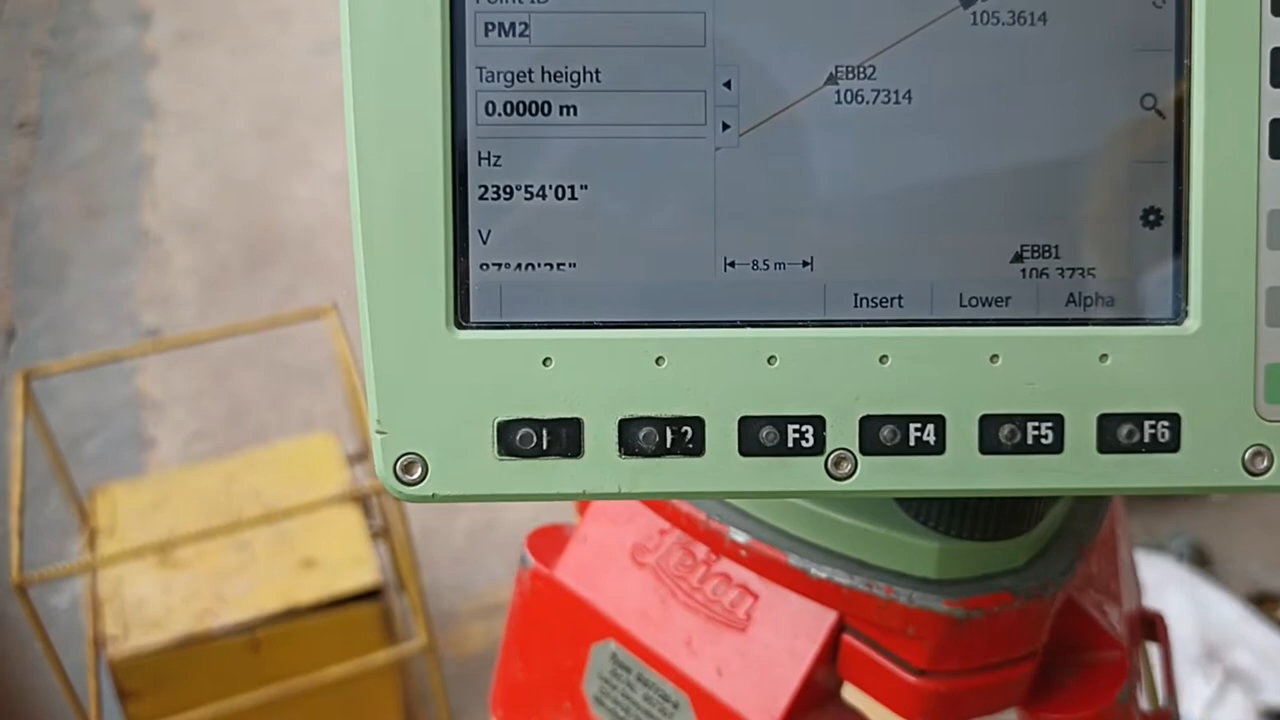 Point ID
PM2
Target height
0.0000 m
Hz
239°54'01"
V
87°40'25"
105.3614
EBB2
106.7314
EBB1
106.3735
8.5 m
Insert
Lower
Alpha
F2
F3
F4
F5
F6
Leica